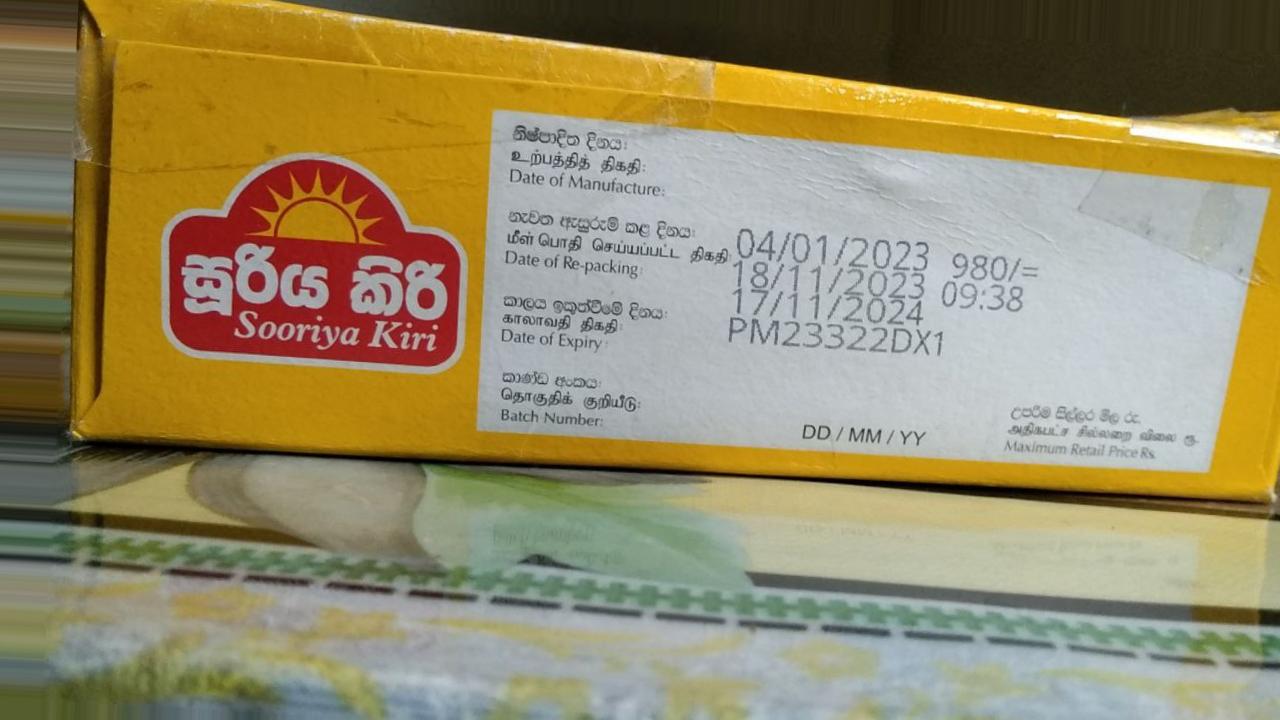 සූරිය කිරි
Sooriya Kiri
නිෂ්පාදිත දිනය:
உற்பத்தித் திகதி:
Date of Manufacture:
නැවත ඇසුරුම් කළ දිනය:
மீள் பொதி செய்யப்பட்ட திகதி:
Date of Re-packing:
කාලය ඉකුත්වීමේ දිනය:
காலாவதி திகதி:
Date of Expiry:
කාණ්ඩ අංකය:
தொகுதிக் குறியீடு:
Batch Number:
04/01/2023 980/=
18/11/2023 09:38
17/11/2024
PM23322DX1
DD / MM / YY
උපරිම සිල්ලර මිල රු.
அதிகபட்ச சில்லறை விலை ரூ.
Maximum Retail Price Rs.